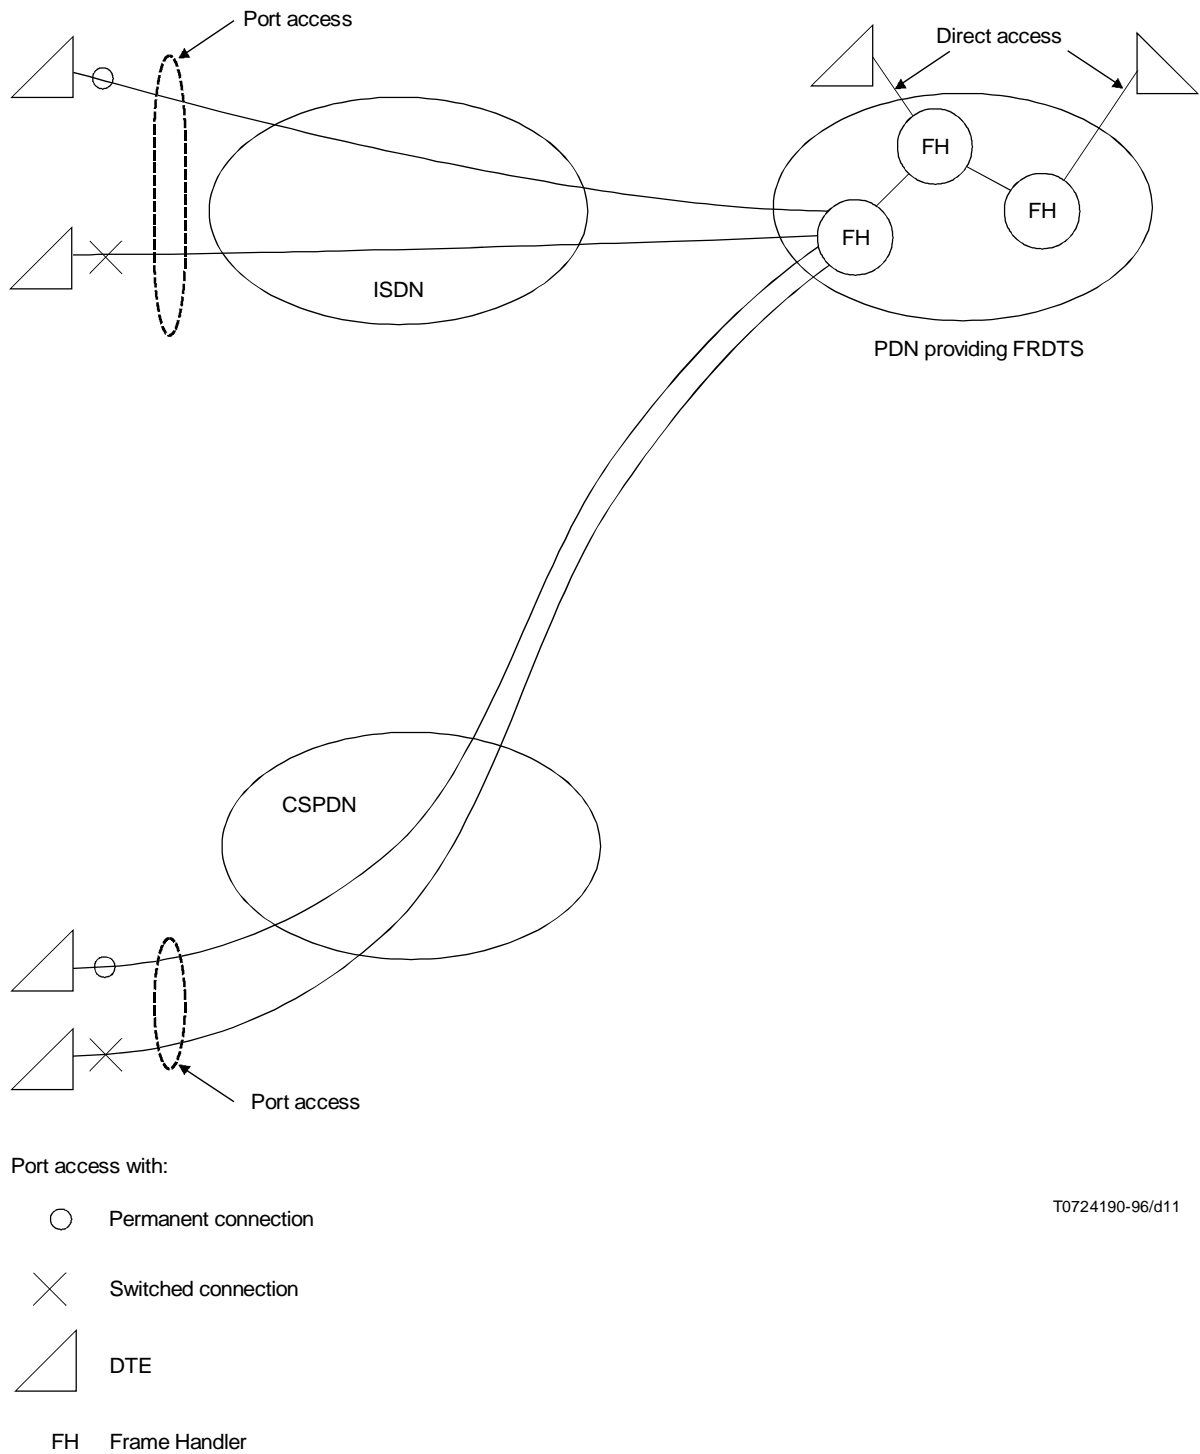 Port access
Direct access
FH
FH
FH
ISDN
PDN providing FRDTS
CSPDN
Port access
Port access with:
T0724190-96/d11
Permanent connection
Switched connection
DTE
FH Frame Handler